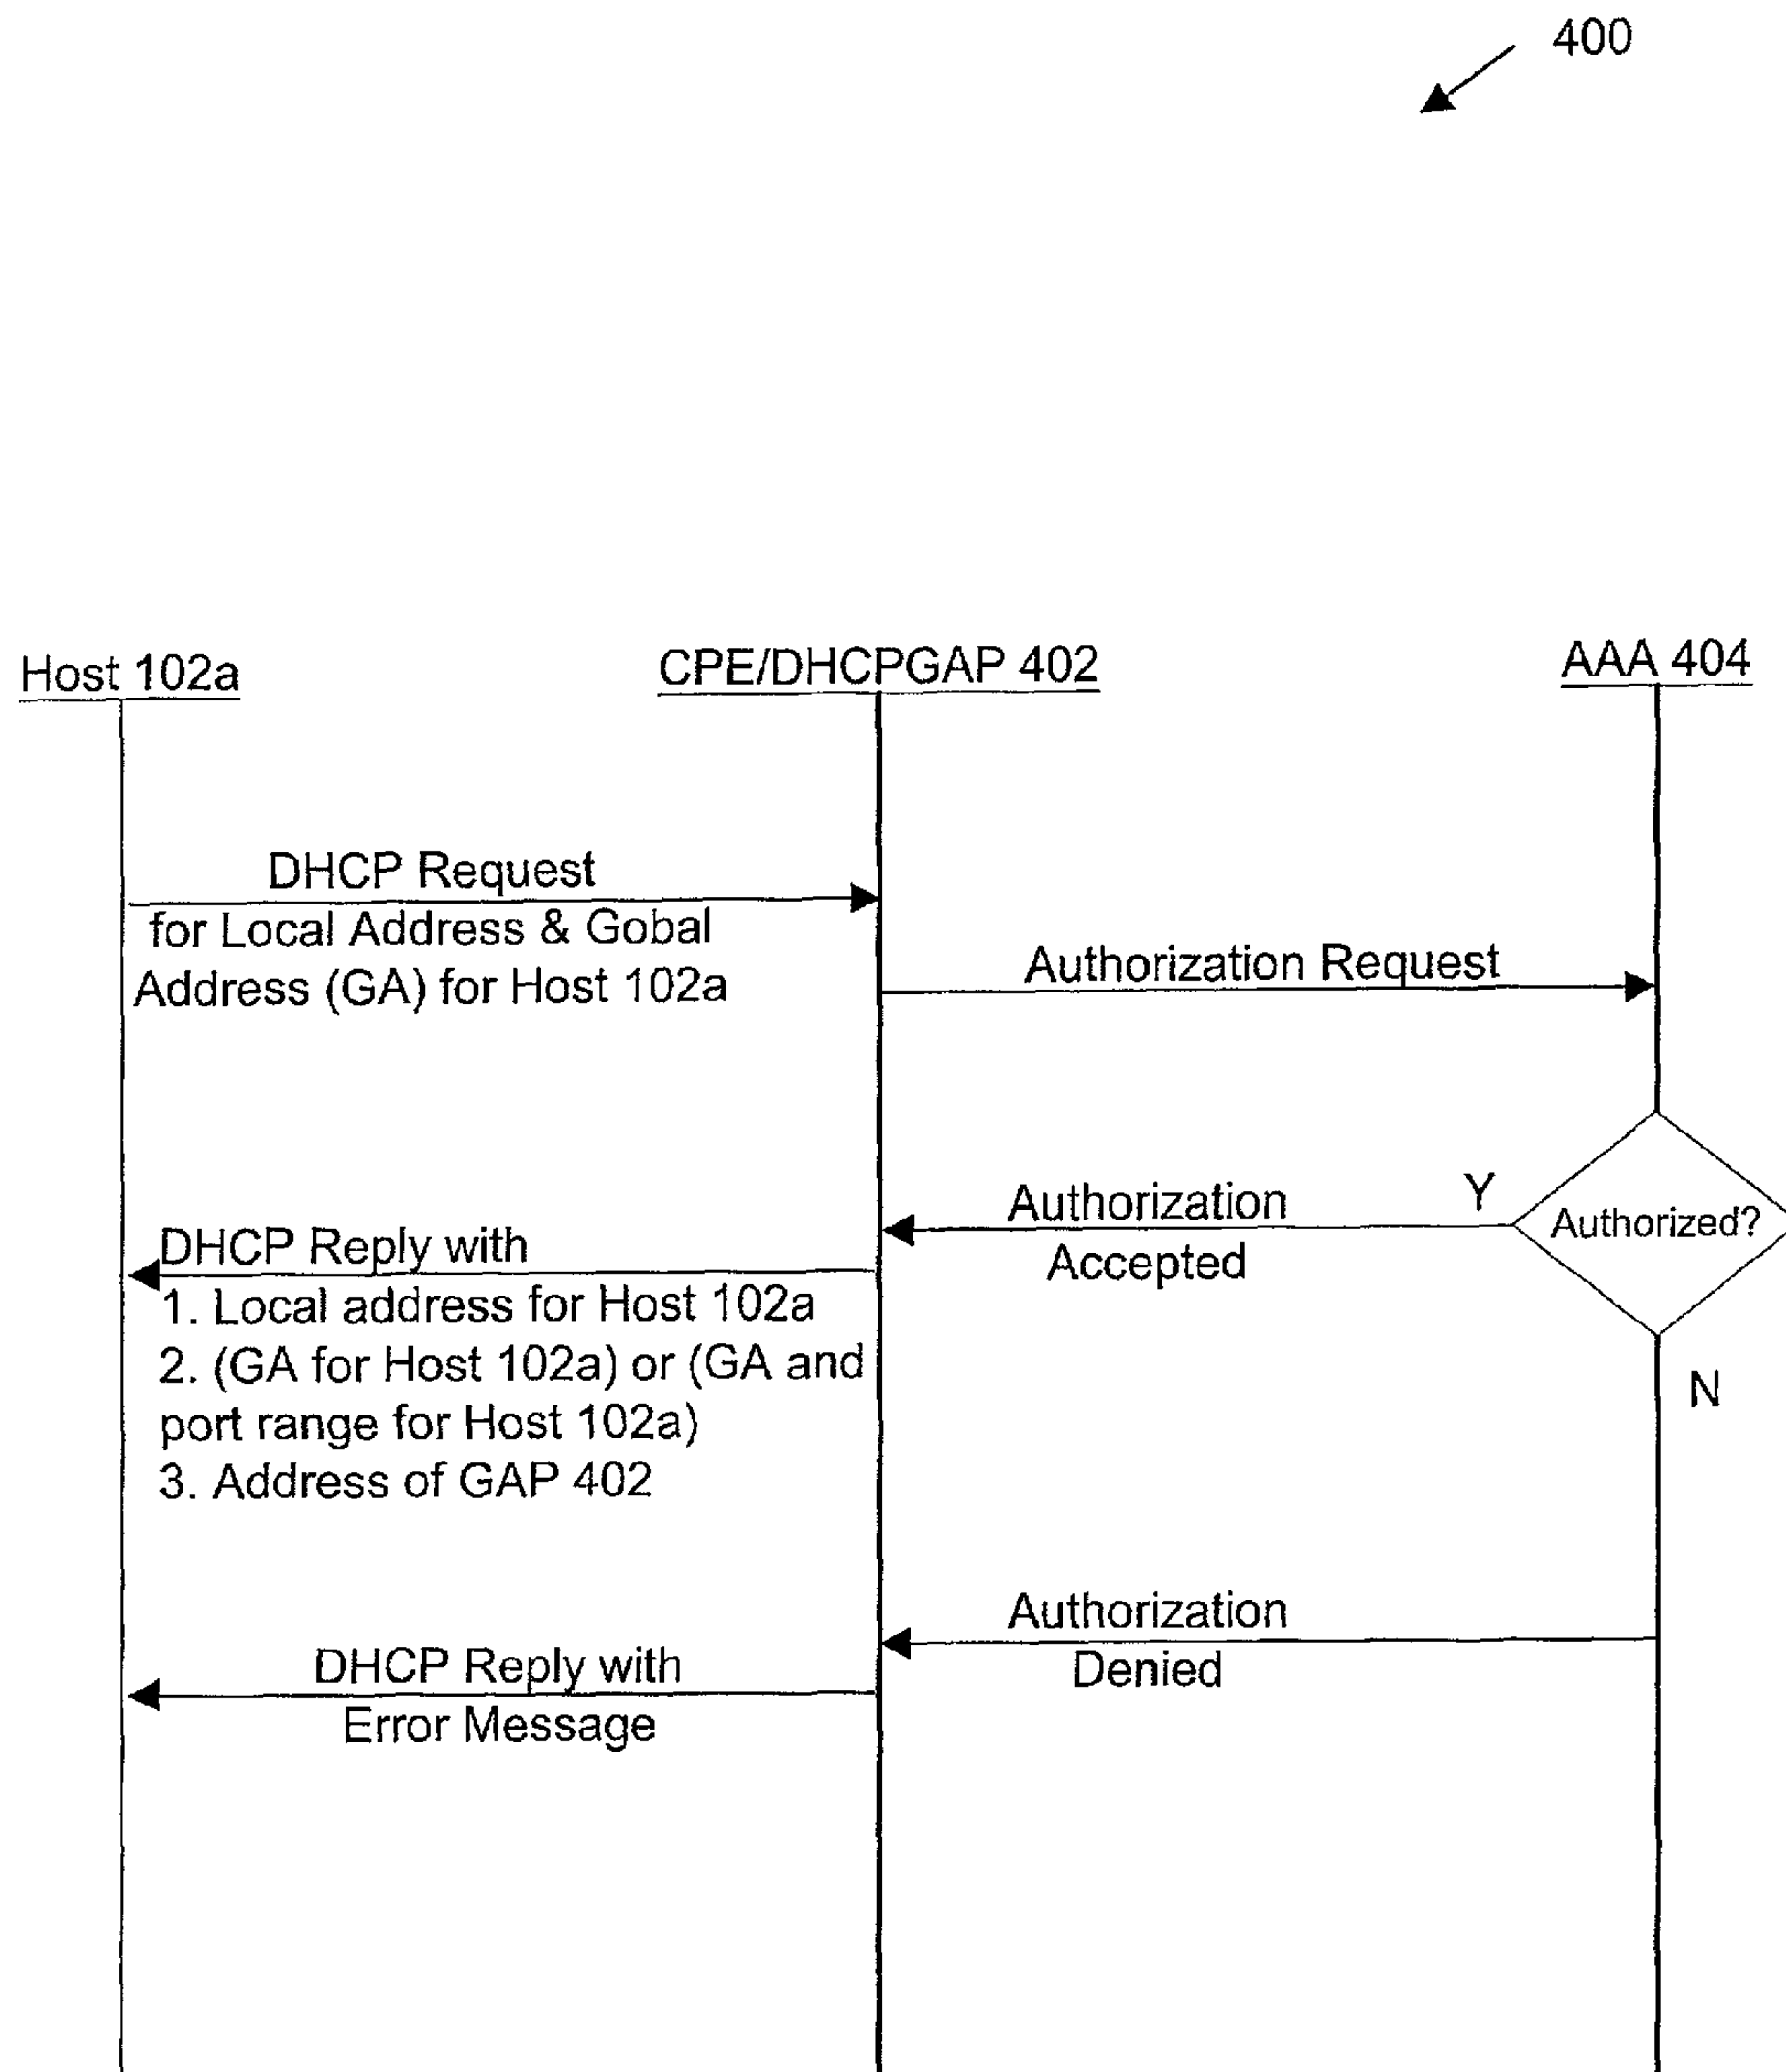 400
Host 102a
CPE/DHCPGAP 402
AAA 404
DHCP Request
for Local Address & Gobal
Address (GA) for Host 102a
Authorization Request
Authorized?
Y
Authorization
Accepted
DHCP Reply with
1. Local address for Host 102a
2. (GA for Host 102a) or (GA and
port range for Host 102a)
3. Address of GAP 402
N
Authorization
Denied
DHCP Reply with
Error Message